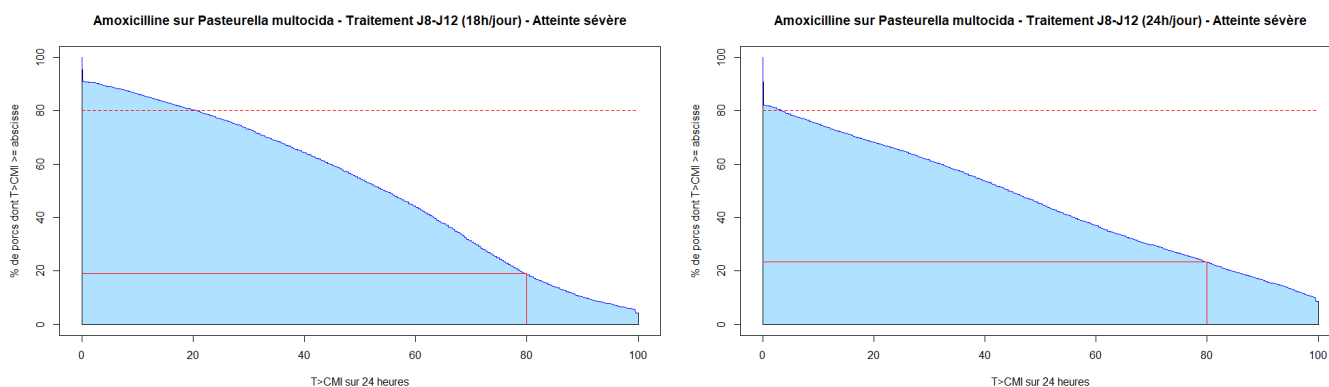 Amoxicilline sur Pasteurella multocida - Traitement J8-J12 (18h/jour) - Atteinte sévère
% de porcs dont T>CMI >= abscisse
100
80
60
40
20
0
0 20 40 60 80 100
T>CMI sur 24 heures
Amoxicilline sur Pasteurella multocida - Traitement J8-J12 (24h/jour) - Atteinte sévère
% de porcs dont T>CMI >= abscisse
100
80
60
40
20
0
0 20 40 60 80 100
T>CMI sur 24 heures